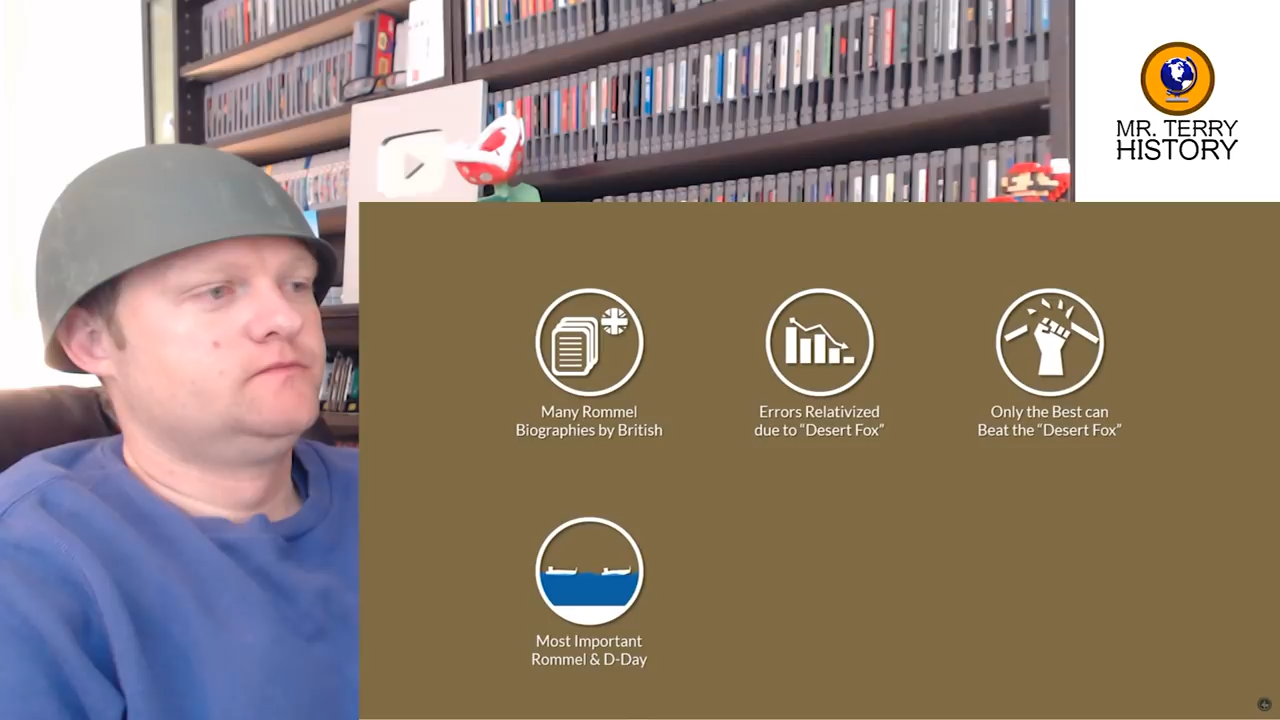 MR. TERRY
HISTORY
Many Rommel
Biographies by British
Errors Relativized
due to “Desert Fox”
Only the Best can
Beat the “Desert Fox”
Most Important
Rommel & D-Day